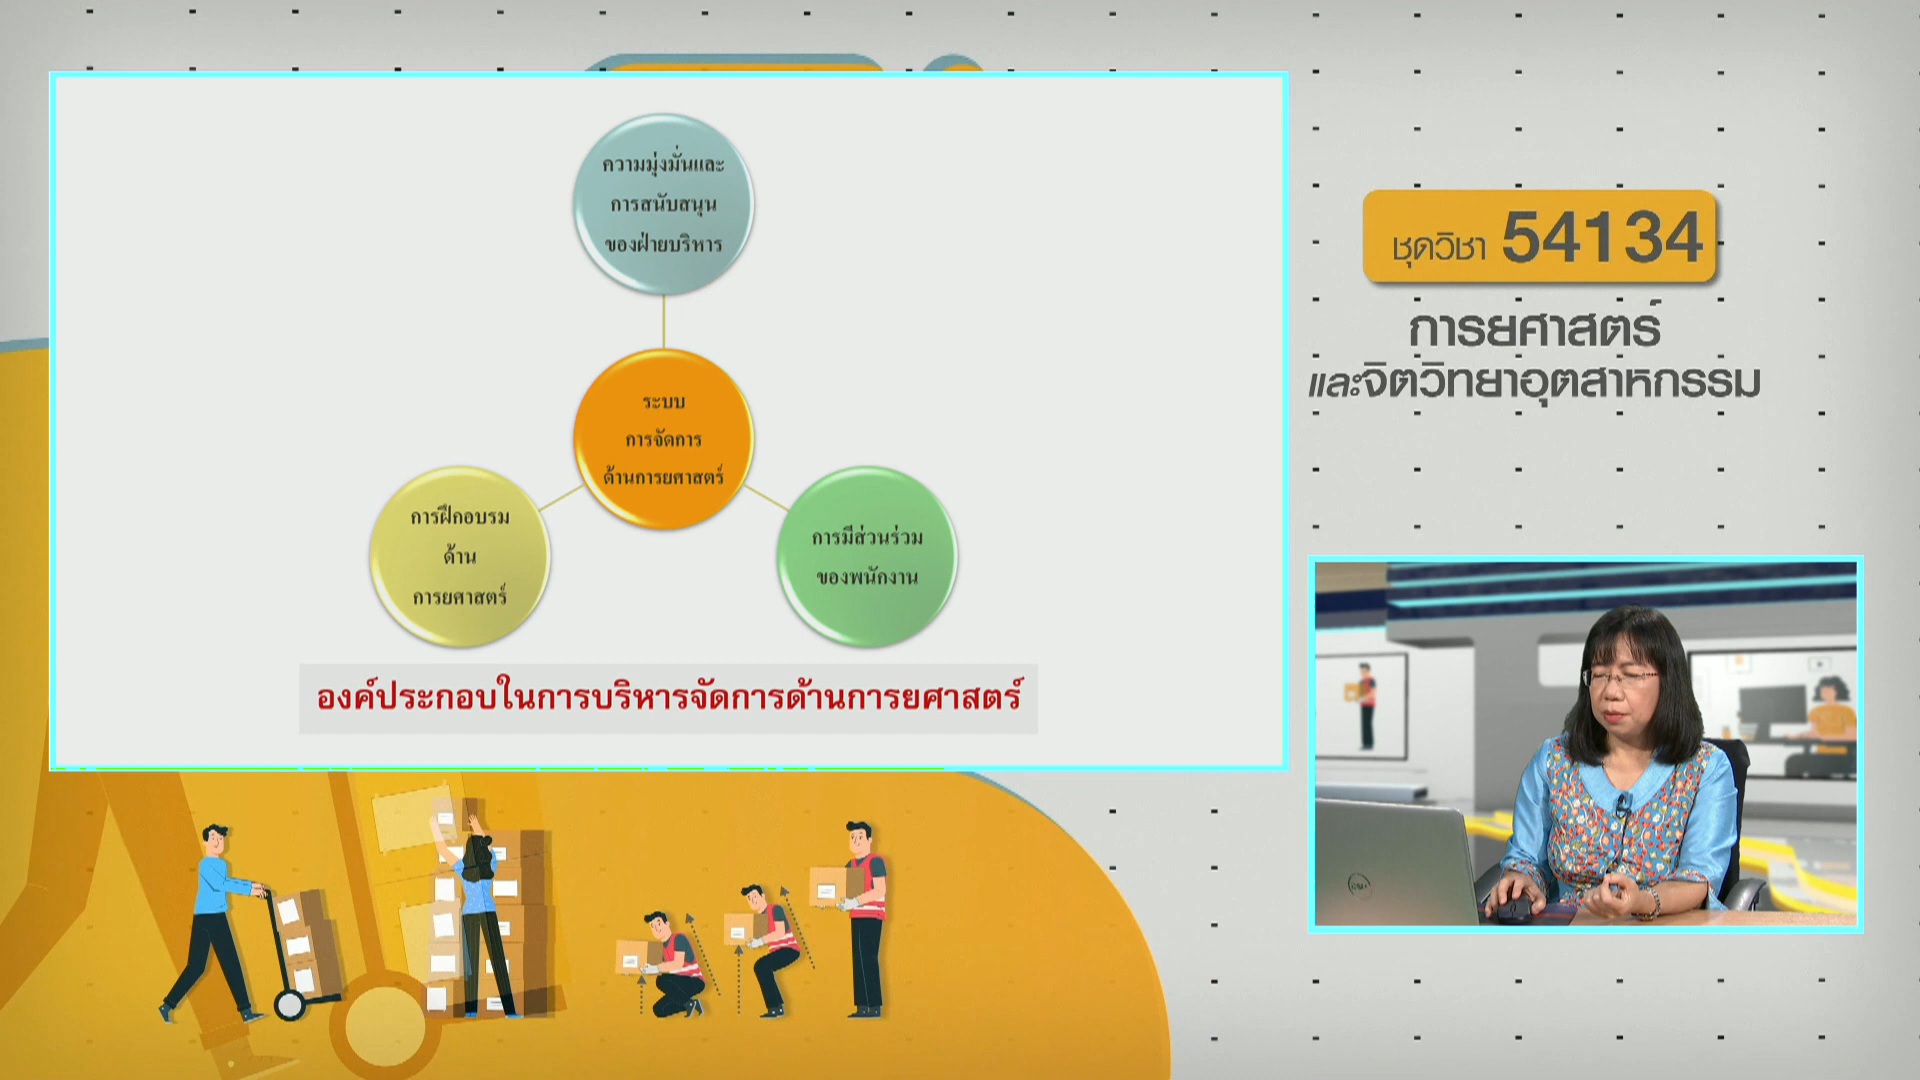 ความมุ่งมั่นและ
การสนับสนุน
ของฝ่ายบริหาร
ระบบ
การจัดการ
ด้านการยศาสตร์
การฝึกอบรม
ด้าน
การยศาสตร์
การมีส่วนร่วม
ของพนักงาน
องค์ประกอบในการบริหารจัดการด้านการยศาสตร์
ชุดวิชา 54134
การยศาสตร์
และจิตวิทยาอุตสาหกรรม